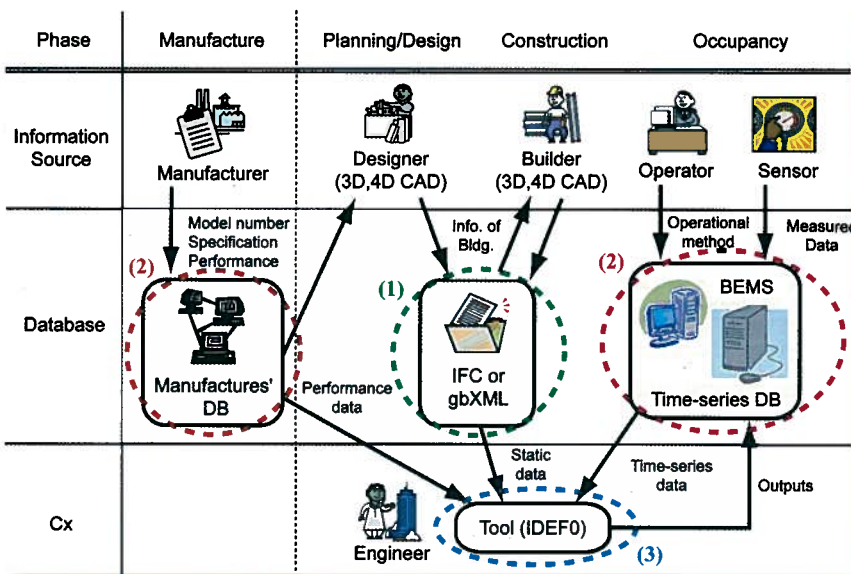 Phase
Manufacture
Planning/Design
Construction
Occupancy
Information
Source
Manufacturer
Designer
(3D,4D CAD)
Builder
(3D,4D CAD)
Operator
Sensor
Model number
Specification
Performance
Info. of
Bldg.
Operational
method
Measured
Data
Database
(2)
Manufactures'
DB
Performance
data
(1)
IFC or
gbXML
(2)
BEMS
Time-series DB
Static
data
Time-series
data
Outputs
Cx
Engineer
Tool (IDEF0)
(3)